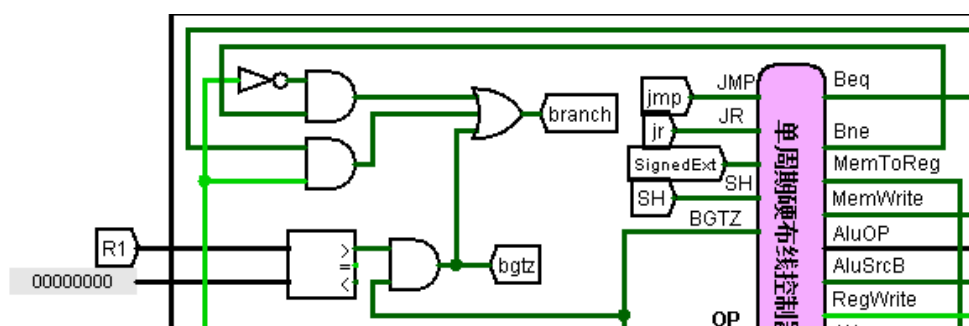 jmp
JMP
Beq
branch
jr
JR
Bne
SignedExt
MemToReg
SH
SH
MemWrite
BGTZ
AluOP
R1
>
=
<
bgtz
AluSrcB
00000000
RegWrite
OP
单周期硬布线控制器